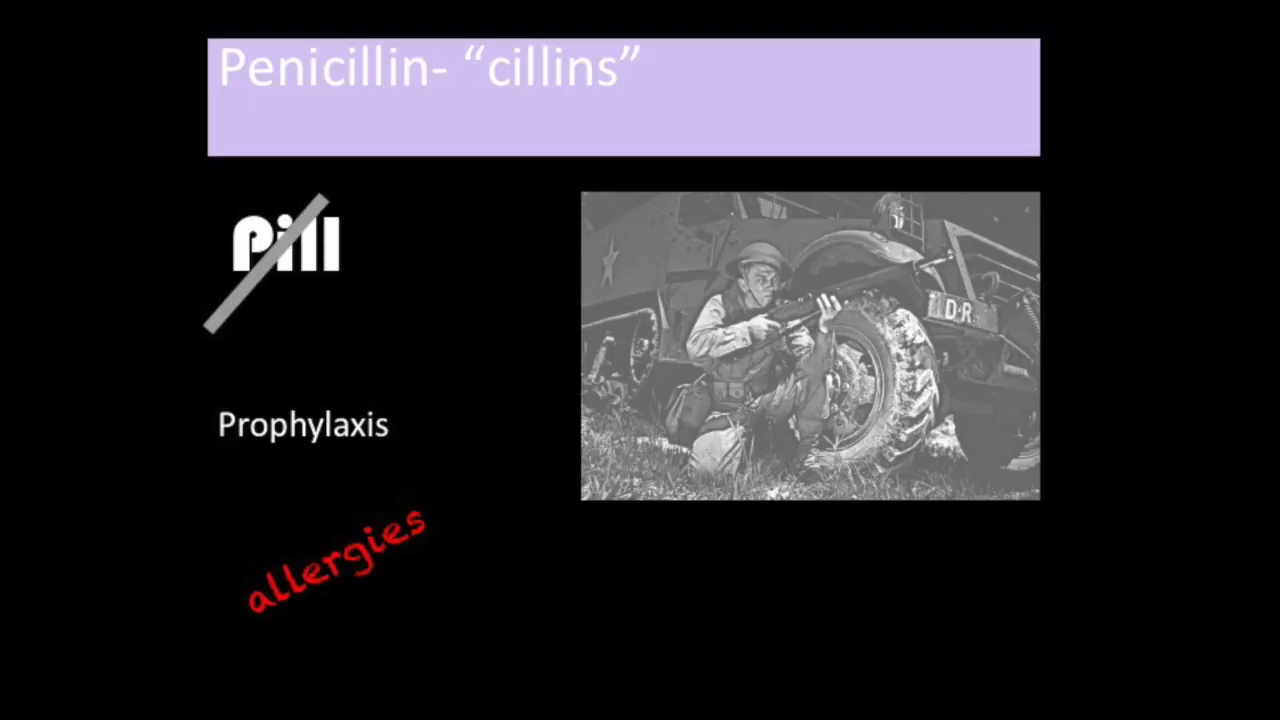 Penicillin- “cillins”
Pill
D·R
Prophylaxis
allergies